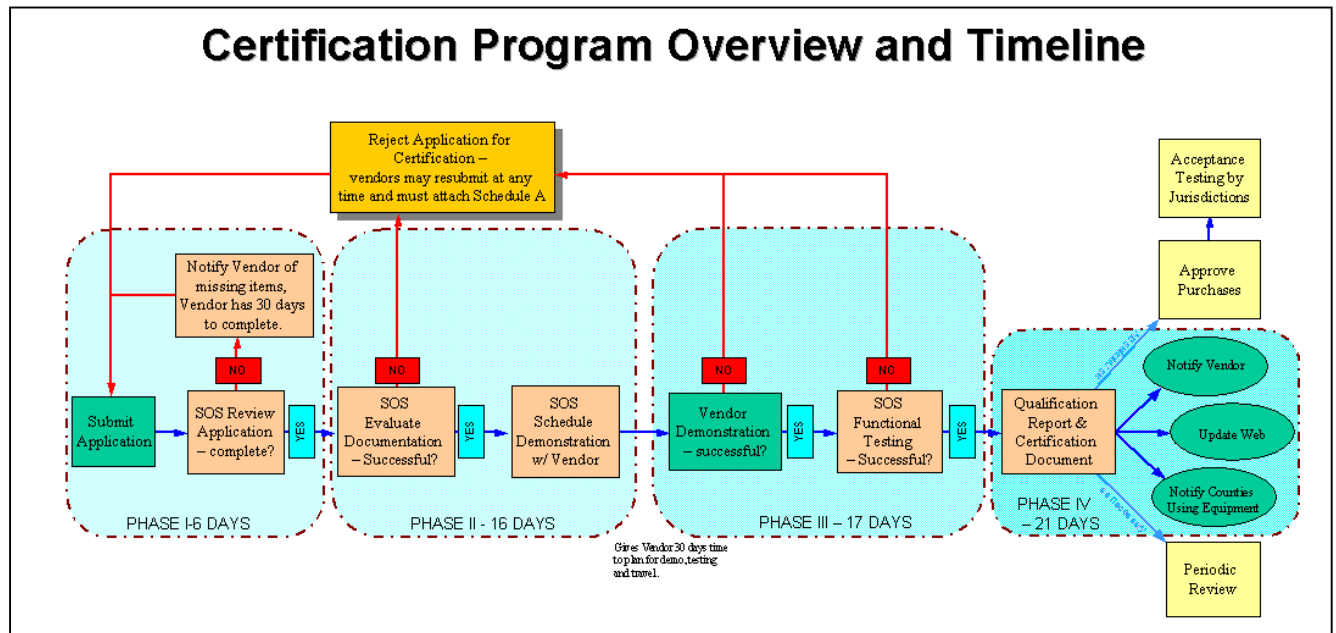 Certification Program Overview and Timeline
Reject Application for
Certification –
vendors may resubmit at any
time and must attach Schedule A
Acceptance
Testing by
Jurisdictions
Notify Vendor of
missing items,
Vendor has 30 days
to complete.
Approve
Purchases
NO
NO
NO
NO
Submit
Application
SOS Review
Application
– complete?
YES
SOS
Evaluate
Documentation
– Successful?
YES
SOS
Schedule
Demonstration
w/ Vendor
Vendor
Demonstration
– successful?
YES
SOS
Functional
Testing
– Successful?
YES
Qualification
Report &
Certification
Document
Notify Vendor
Update Web
Notify Counties
Using Equipment
PHASE I-6 DAYS
PHASE II - 16 DAYS
PHASE III – 17 DAYS
PHASE IV
– 21 DAYS
Gives Vendor 30 days time
to plan for demo, testing
and travel.
Periodic
Review